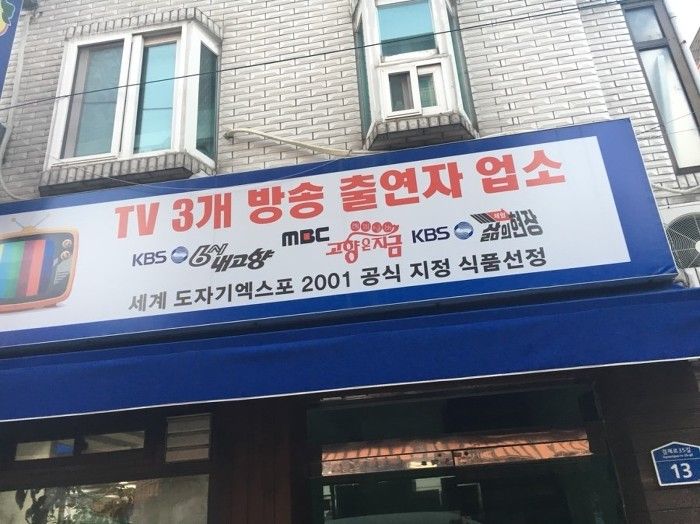 TV 3개 방송 출연자 업소
KBS 6시 내고향 MBC 고향은 지금 KBS 체험 삶의 현장
세계 도자기엑스포 2001 공식 지정 식품선정
13